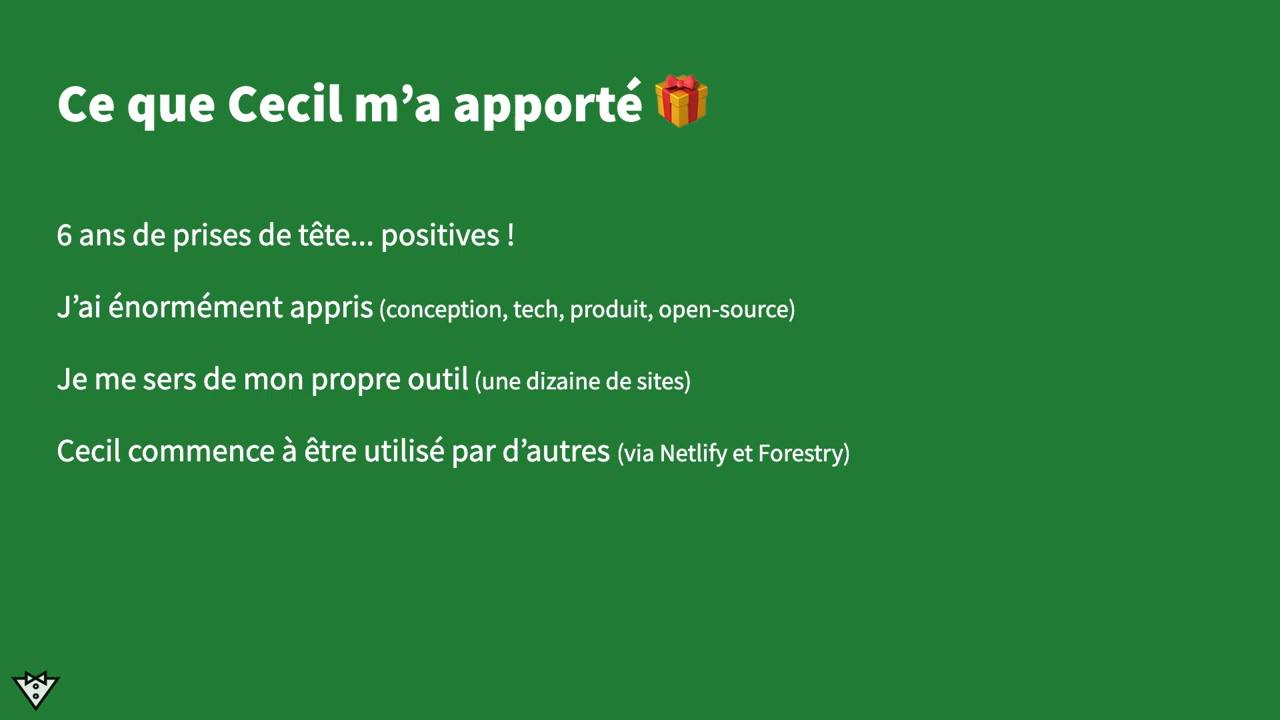 Ce que Cecil m’a apporté 🎁
6 ans de prises de tête... positives !
J’ai énormément appris (conception, tech, produit, open-source)
Je me sers de mon propre outil (une dizaine de sites)
Cecil commence à être utilisé par d’autres (via Netlify et Forestry)